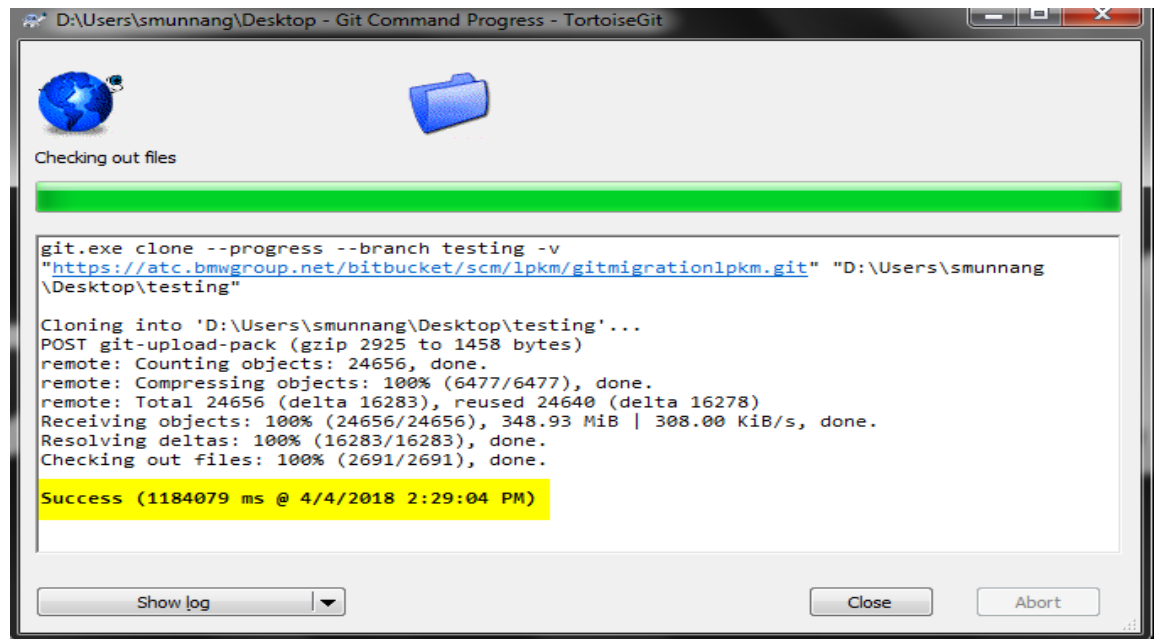 D:\Users\smunnang\Desktop - Git Command Progress - TortoiseGit
Checking out files
git.exe clone --progress --branch testing -v
"https://atc.bmwgroup.net/bitbucket/scm/lpkm/gitmigrationlpkm.git" "D:\Users\smunnang
\Desktop\testing"
Cloning into 'D:\Users\smunnang\Desktop\testing'...
POST git-upload-pack (gzip 2925 to 1458 bytes)
remote: Counting objects: 24656, done.
remote: Compressing objects: 100% (6477/6477), done.
remote: Total 24656 (delta 16283), reused 24640 (delta 16278)
Receiving objects: 100% (24656/24656), 348.93 MiB | 308.00 KiB/s, done.
Resolving deltas: 100% (16283/16283), done.
Checking out files: 100% (2691/2691), done.
Success (1184079 ms @ 4/4/2018 2:29:04 PM)
Show log
Close
Abort